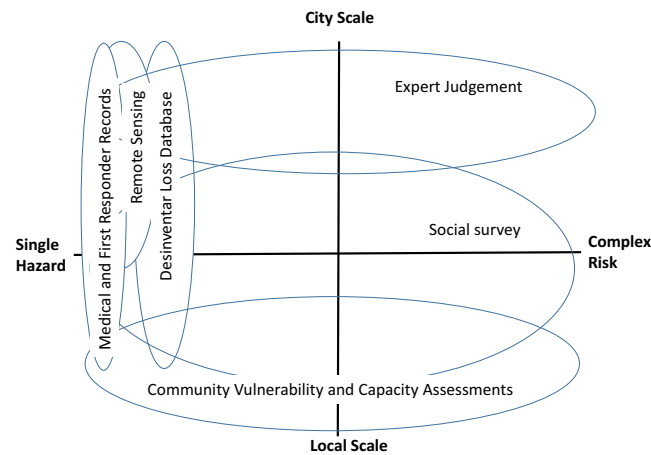 City Scale
Expert Judgement
Medical and First Responder Records
Remote Sensing
Desinventar Loss Database
Social survey
Single
Hazard
Complex
Risk
Community Vulnerability and Capacity Assessments
Local Scale